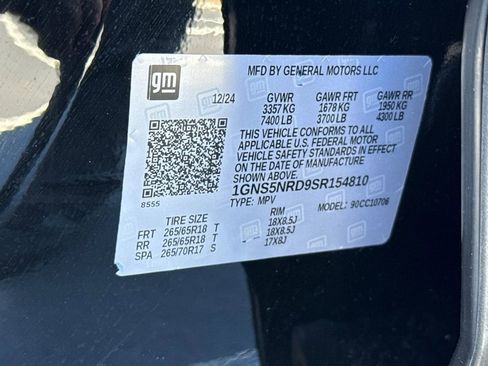 gm
MFD BY GENERAL MOTORS LLC
12/24 GVWR GAWR FRT GAWR RR
3357 KG 1678 KG 1950 KG
7400 LB 3700 LB 4300 LB
THIS VEHICLE CONFORMS TO ALL
APPLICABLE U.S. FEDERAL MOTOR
VEHICLE SAFETY STANDARDS IN
EFFECT ON THE DATE OF
MANUFACTURE SHOWN ABOVE.
1GNS5NRD9SR154810
TYPE: MPV MODEL: 90CC10706
8555
TIRE SIZE RIM
FRT 265/65R18 T 18X8.5J
RR 265/65R18 T 18X8.5J
SPA 265/70R17 S 17X8J